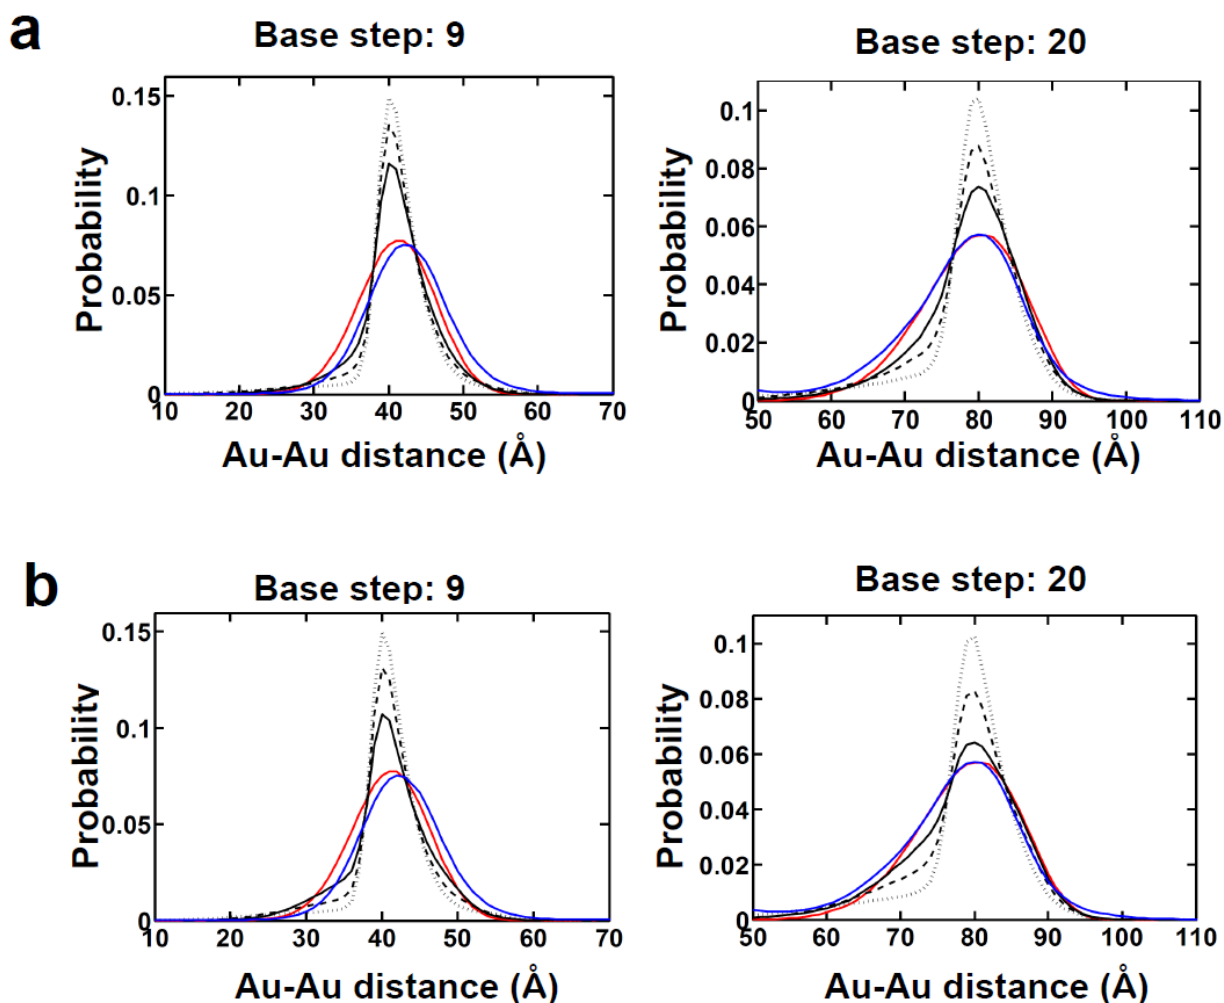 a
Base step: 9
Base step: 20
Probability
0.15
0.1
0.05
0
10 20 30 40 50 60 70
Au-Au distance (Å)
Probability
0.1
0.08
0.06
0.04
0.02
0
50 60 70 80 90 100 110
Au-Au distance (Å)
b
Base step: 9
Base step: 20
Probability
0.15
0.1
0.05
0
10 20 30 40 50 60 70
Au-Au distance (Å)
Probability
0.1
0.08
0.06
0.04
0.02
0
50 60 70 80 90 100 110
Au-Au distance (Å)